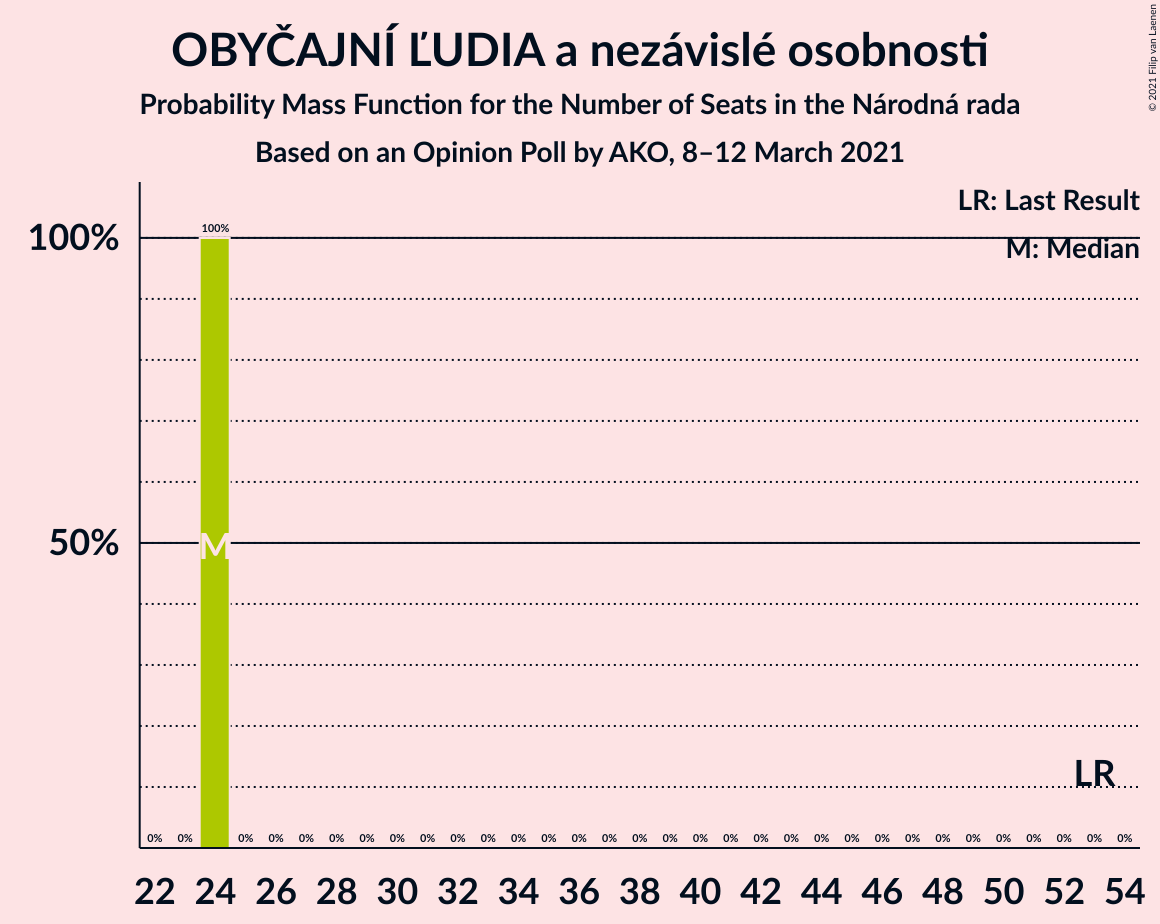 OBYČAJNÍ ĽUDIA a nezávislé osobnosti
Probability Mass Function for the Number of Seats in the Národná rada
Based on an Opinion Poll by AKO, 8–12 March 2021
© 2021 Filip van Laenen
LR: Last Result
M: Median
100%
100%
50%
M
LR
0% 0% 0% 0% 0% 0% 0% 0% 0% 0% 0% 0% 0% 0% 0% 0% 0% 0% 0% 0% 0% 0% 0% 0% 0% 0% 0% 0% 0% 0% 0% 0%
22 24 26 28 30 32 34 36 38 40 42 44 46 48 50 52 54